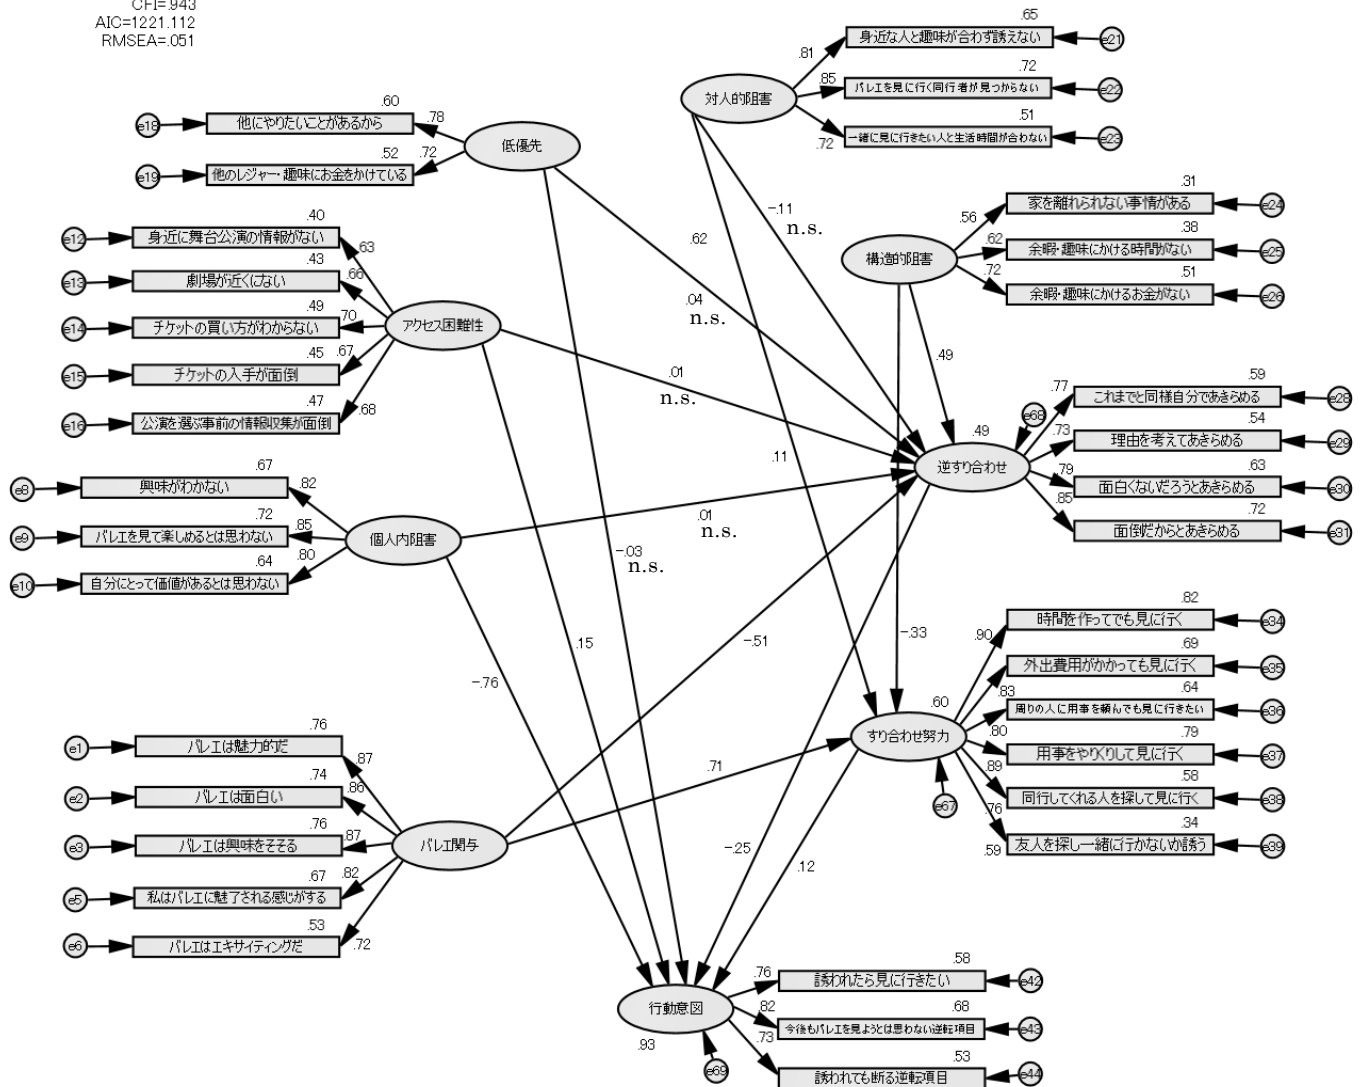 CFI=.943
AIC=1221.112
RMSEA=.051
.65
身近な人と趣味が合わず誘えない
e21
.81
.72
対人的阻害
.85
バレエを見に行く同行者が見つからない
e22
.51
.72
一緒に見に行きたい人と生活時間が合わない
e23
.60
e18
他にやりたいことがあるから
.78
低優先
.52
.72
e19
他のレジャー・趣味にお金をかけている
.31
家を離れられない事情がある
e24
.56
.38
構造的阻害
.62
余暇・趣味にかける時間がない
e25
.72
.51
余暇・趣味にかけるお金がない
e26
-.11
n.s.
.62
.04
n.s.
.49
.40
e12
身近に舞台公演の情報がない
.63
.43
e13
劇場が近くにない
.66
.49
e14
チケットの買い方がわからない
.70
アクセス困難性
.45
.67
e15
チケットの入手が面倒
.47
.68
e16
公演を選ぶ事前の情報収集が面倒
.01
n.s.
.59
.77
これまでと同様自分であきらめる
e28
e68
.49
.54
.73
理由を考えてあきらめる
e29
逆すり合わせ
.63
.79
面白くないだろうとあきらめる
e30
.85
.72
面倒だからとあきらめる
e31
.11
.67
e8
興味がわかない
.82
.72
e9
バレエを見て楽しめるとは思わない
.85
個人内阻害
.64
.80
e10
自分にとって価値があるとは思わない
.01
n.s.
-.03
n.s.
.15
-.51
-.33
-.76
.82
.90
時間を作ってでも見に行く
e34
.69
外出費用がかかっても見に行く
e35
.83
.64
.60
周りの人に用事を頼んでも見に行きたい
e36
すり合わせ努力
.80
.79
用事をやりくりして見に行く
e37
.89
.58
同行してくれる人を探して見に行く
e38
.76
.34
e67
.59
友人を探し一緒に行かないか誘う
e39
.76
e1
バレエは魅力的だ
.87
.74
e2
バレエは面白い
.86
.76
e3
バレエは興味をそそる
.87
バレエ関与
.67
.82
e5
私はバレエに魅了される感じがする
.53
.72
e6
バレエはエキサイティングだ
.71
-.25
.12
.58
.76
誘われたら見に行きたい
e42
行動意図
.68
.82
今後もバレエを見ようとは思わない逆転項目
e43
.93
.73
.53
e69
誘われても断る逆転項目
e44